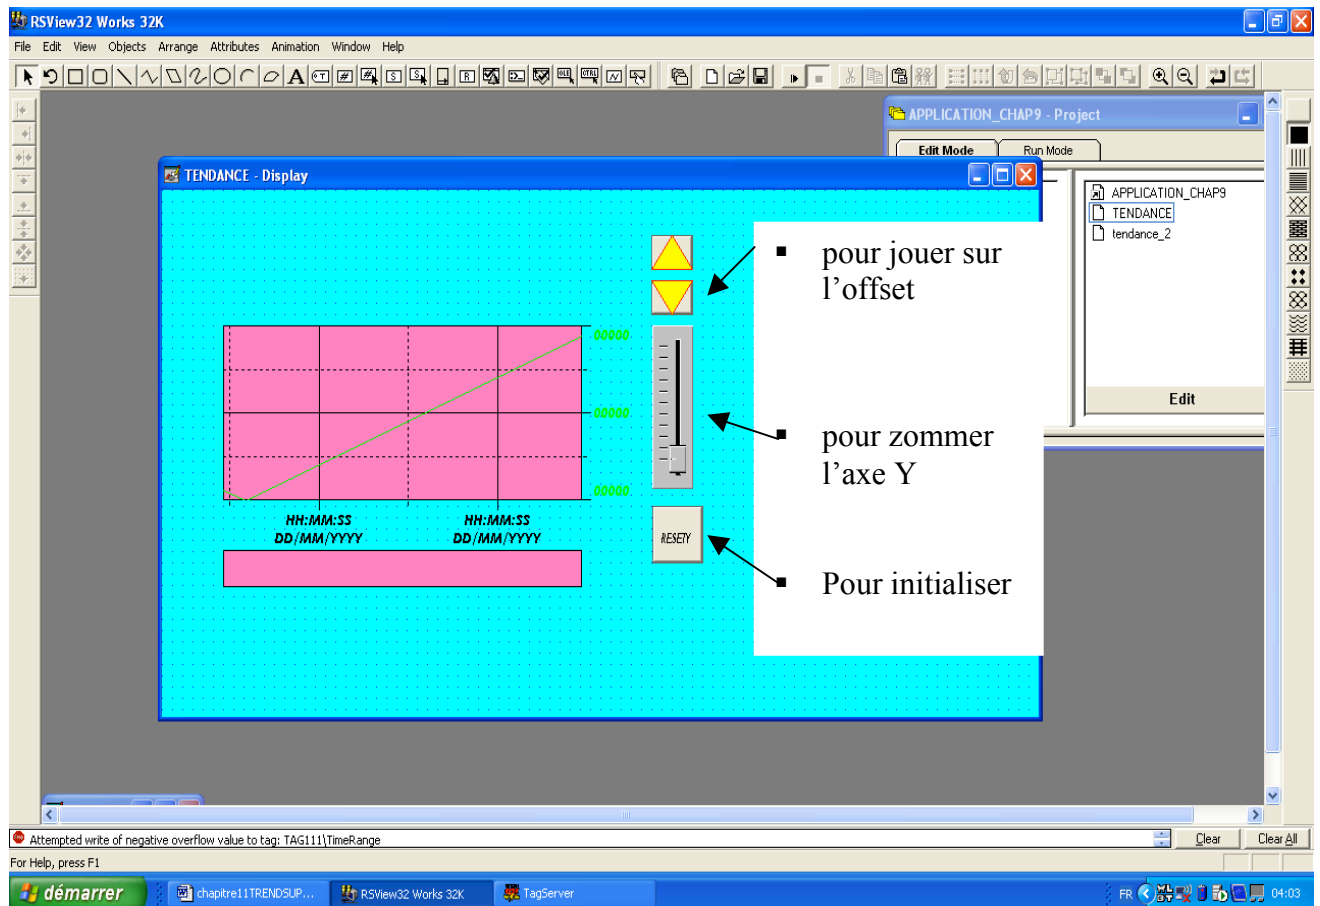 RSView32 Works 32K
File Edit View Objects Arrange Attributes Animation Window Help
APPLICATION_CHAP9 - Project
Edit Mode Run Mode
TENDANCE - Display
APPLICATION_CHAP9
TENDANCE
tendance_2
Edit
▪ pour jouer sur
l’offset
▪ pour zommer
l’axe Y
▪ Pour initialiser
00000
00000
00000
HH:MM:SS HH:MM:SS
DD/MM/YYYY DD/MM/YYYY
RESETY
Attempted write of negative overflow value to tag: TAG111\TimeRange
Clear Clear All
For Help, press F1
démarrer chapitre11TRENDSUP... RSView32 Works 32K TagServer FR 04:03